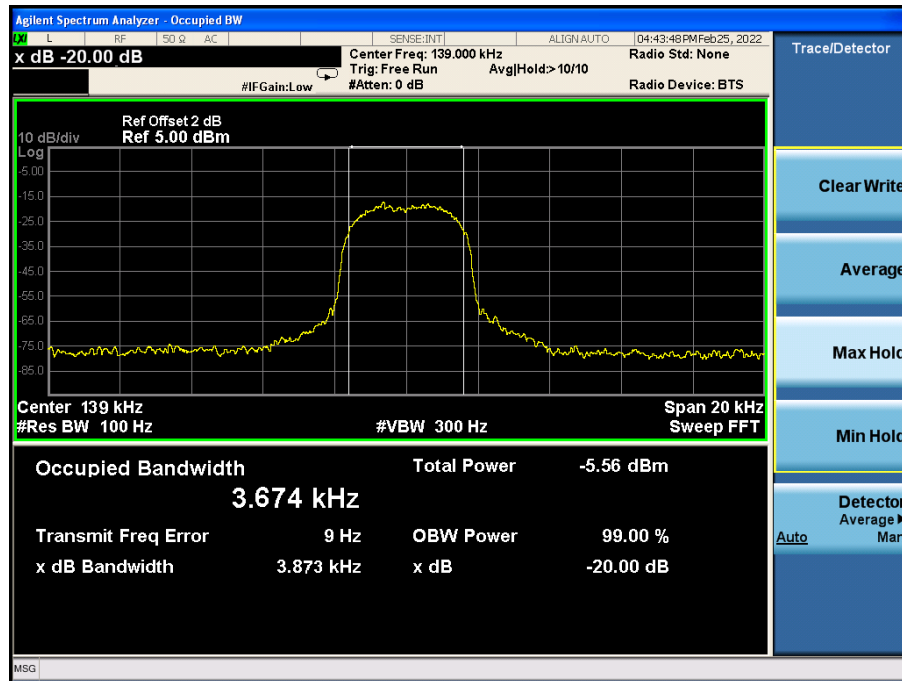 Agilent Spectrum Analyzer - Occupied BW
LXI L RF 50 Ω AC SENSE:INT ALIGN AUTO 04:43:48 PM Feb 25, 2022
x dB -20.00 dB
Center Freq: 139.000 kHz
Radio Std: None
Trig: Free Run
Avg|Hold:>10/10
#IFGain:Low
#Atten: 0 dB
Radio Device: BTS
Trace/Detector
Ref Offset 2 dB
10 dB/div
Ref 5.00 dBm
Log
-5.00
-15.0
-25.0
-35.0
-45.0
-55.0
-65.0
-75.0
-85.0
Center 139 kHz
Span 20 kHz
#Res BW 100 Hz
#VBW 300 Hz
Sweep FFT
Occupied Bandwidth
Total Power -5.56 dBm
3.674 kHz
Transmit Freq Error 9 Hz
OBW Power 99.00 %
x dB Bandwidth 3.873 kHz
x dB -20.00 dB
Clear Write
Average
Max Hold
Min Hold
Detector
Average▶
Auto Man
MSG